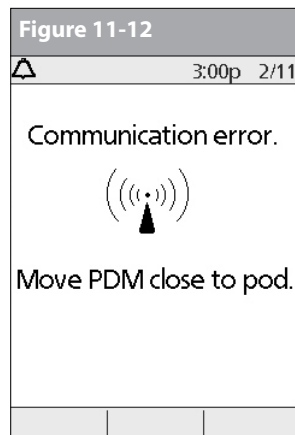 Figure 11-12
3:00p 2/11
Communication error.
Move PDM close to pod.